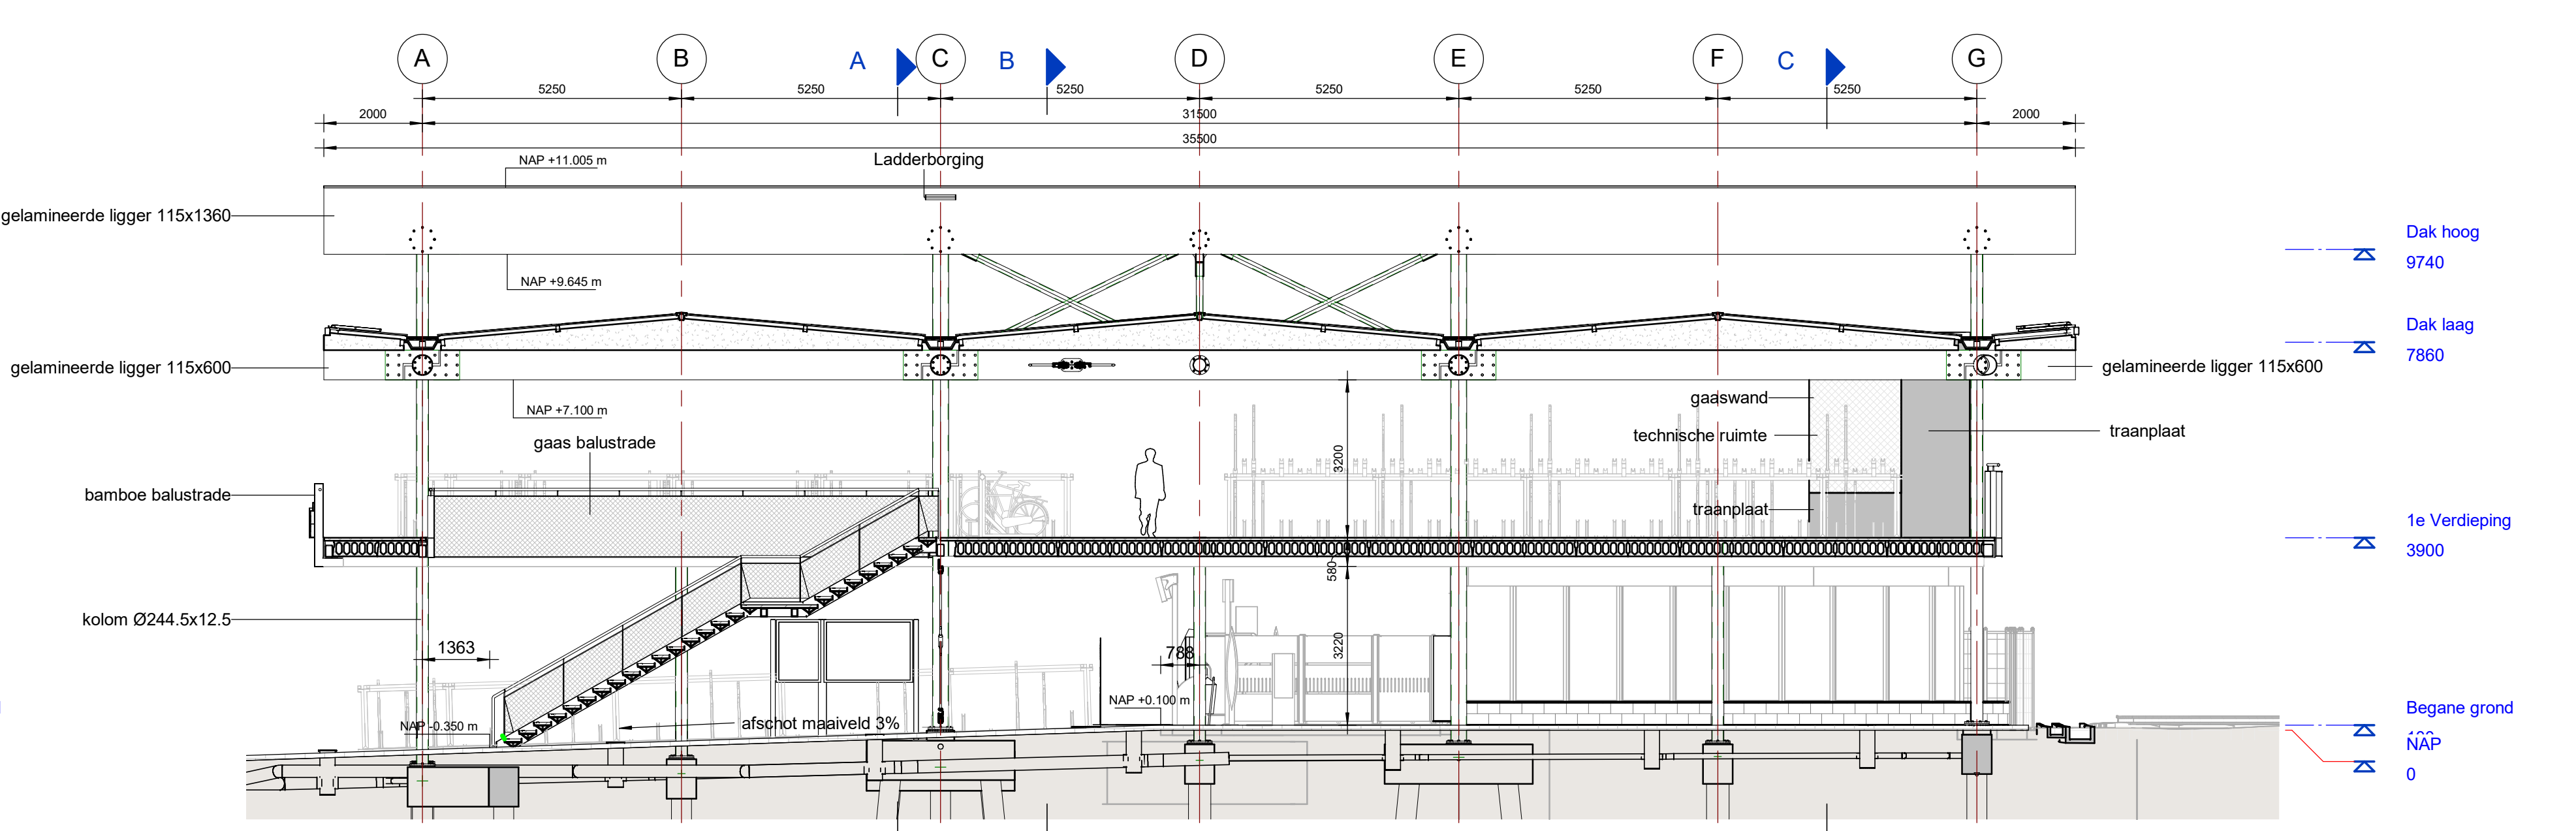 A B A C B D E F C G
5250 5250 5250 5250 5250 5250
2000 31500 2000
35500
NAP +11.005 m
Ladderborging
gelamineerde ligger 115x1360
Dak hoog
9740
NAP +9.645 m
Dak laag
7860
gelamineerde ligger 115x600
gelamineerde ligger 115x600
NAP +7.100 m
gaaswand
gaas balustrade
technische ruimte
traanplaat
3200
bamboe balustrade
traanplaat
1e Verdieping
3900
580
kolom Ø244.5x12.5
1363
788
3220
NAP +0.100 m
NAP -0.350 m
afschot maaiveld 3%
Begane grond
NAP
0